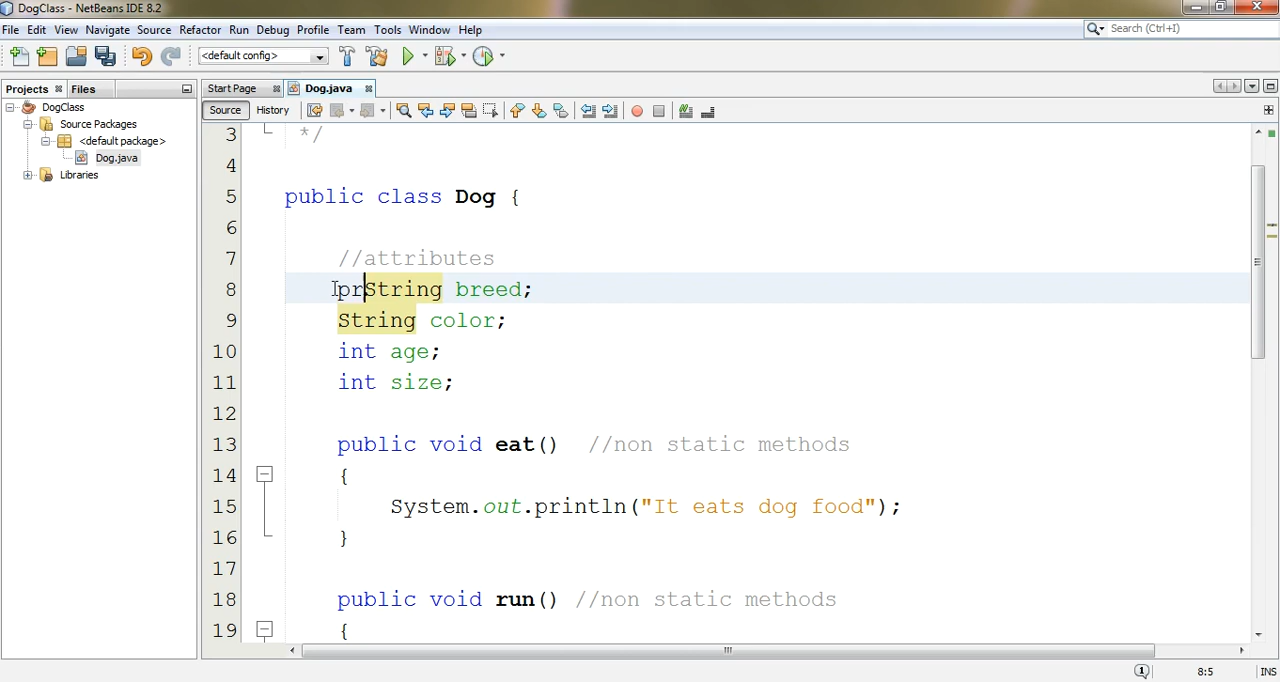 DogClass - NetBeans IDE 8.2
File Edit View Navigate Source Refactor Run Debug Profile Team Tools Window Help
Search (Ctrl+I)
<default config>
Projects Files
Start Page Dog.java
DogClass
Source Packages
<default package>
Dog.java
Libraries
Source History
3 */
4
5 public class Dog {
6
7 //attributes
8 prString breed;
9 String color;
10 int age;
11 int size;
12
13 public void eat() //non static methods
14 {
15 System.out.println("It eats dog food");
16 }
17
18 public void run() //non static methods
19 {
1 8:5 INS